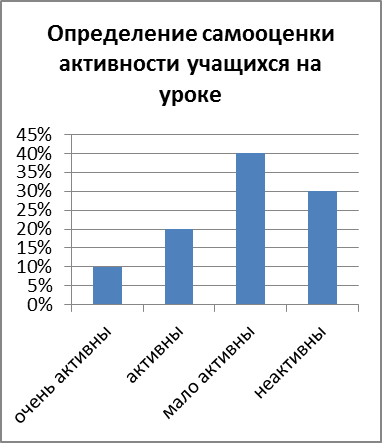 Определение самооценки
активности учащихся на
уроке
45%
40%
35%
30%
25%
20%
15%
10%
5%
0%
очень активны
активны
мало активны
неактивны